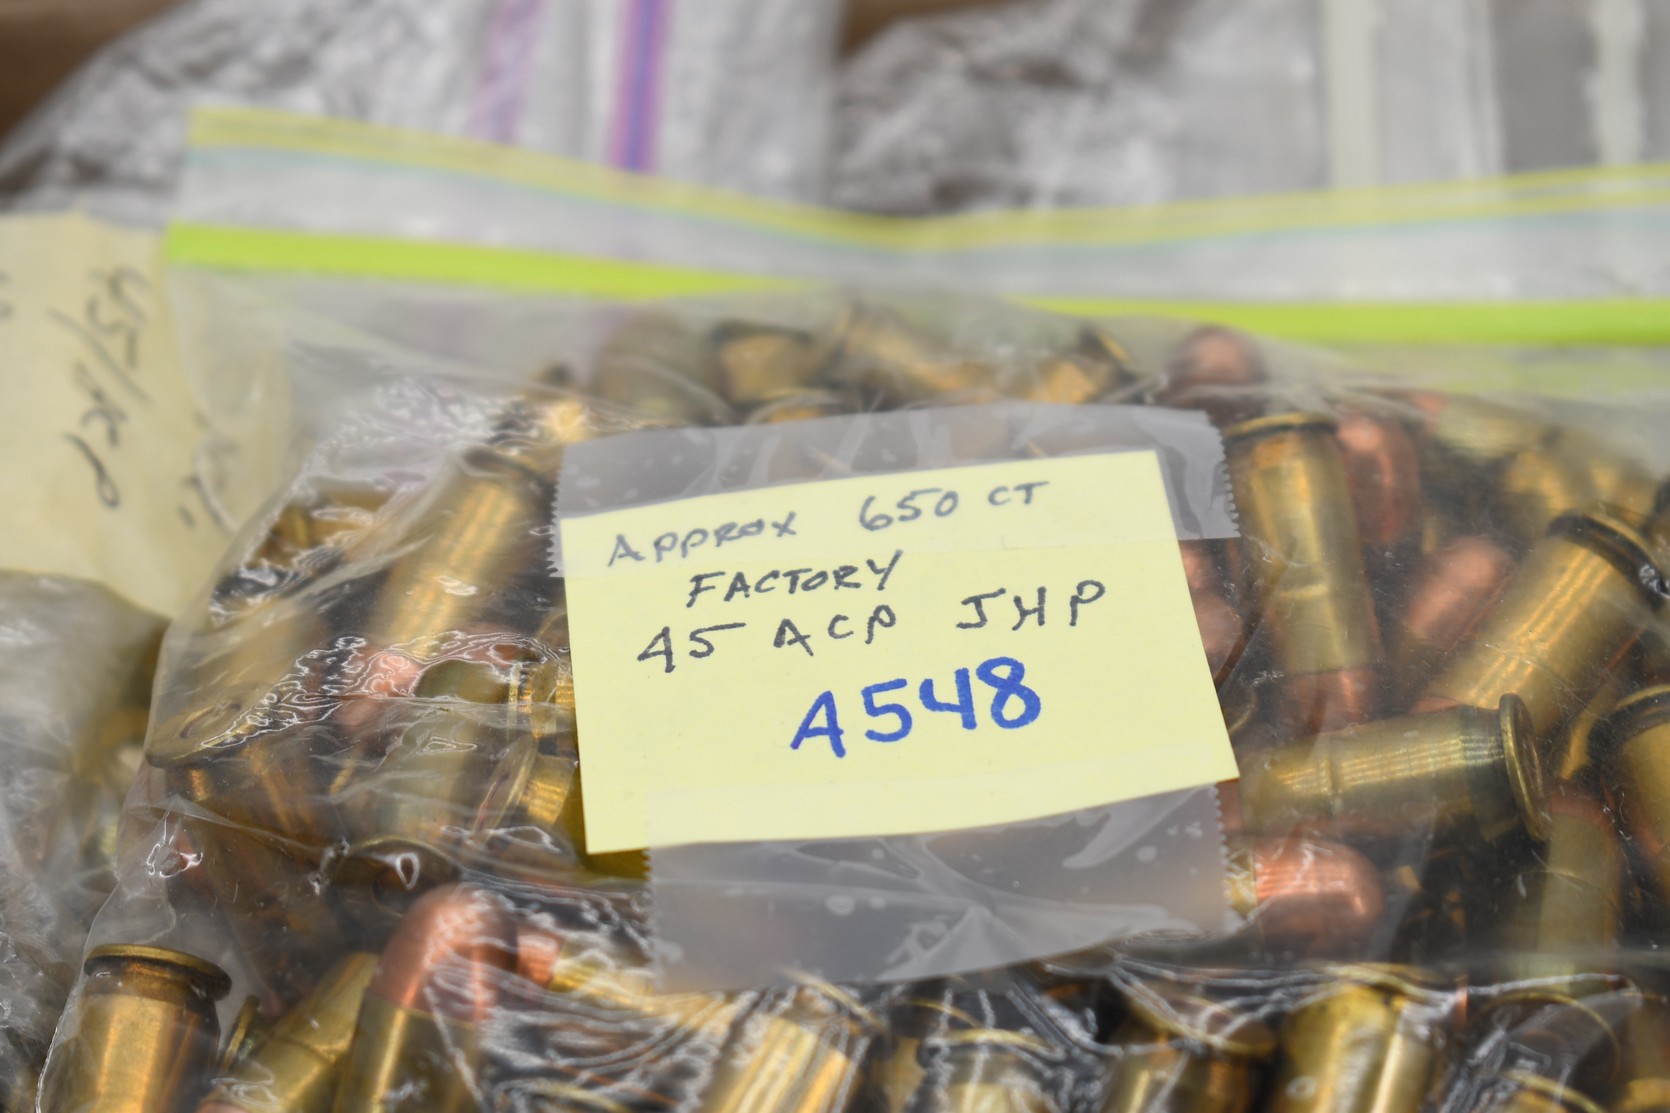 APPROX 650 CT
FACTORY
45 ACP JHP
A548